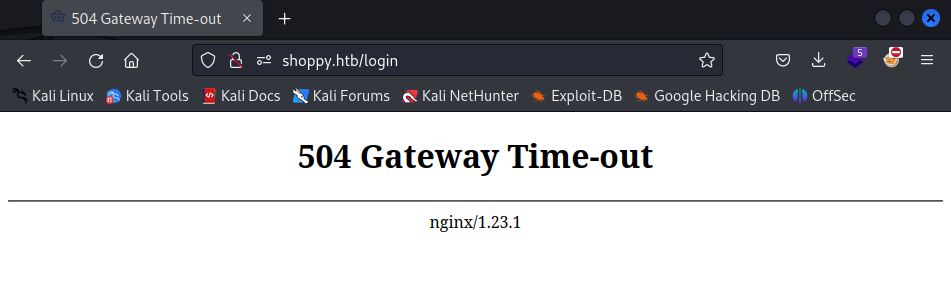 504 Gateway Time-out
shoppy.htb/login
5
Kali Linux Kali Tools Kali Docs Kali Forums Kali NetHunter Exploit-DB Google Hacking DB OffSec
504 Gateway Time-out
nginx/1.23.1